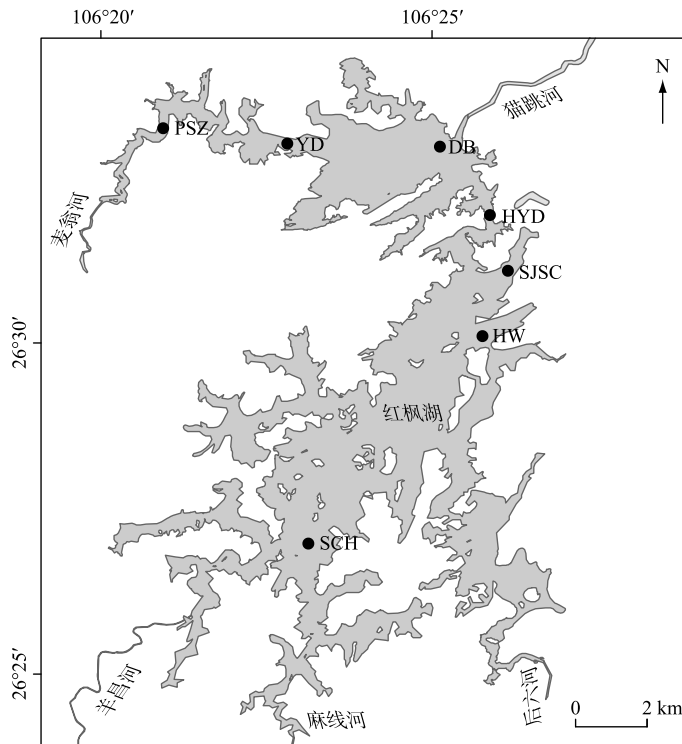 106°20′ 106°25′
N
猫跳河
PSZ
YD
DB
麦翁河
HYD
SJSC
26°30′
HW
红枫湖
SCH
26°25′
羊昌河
麻线河
后六河
0 2 km